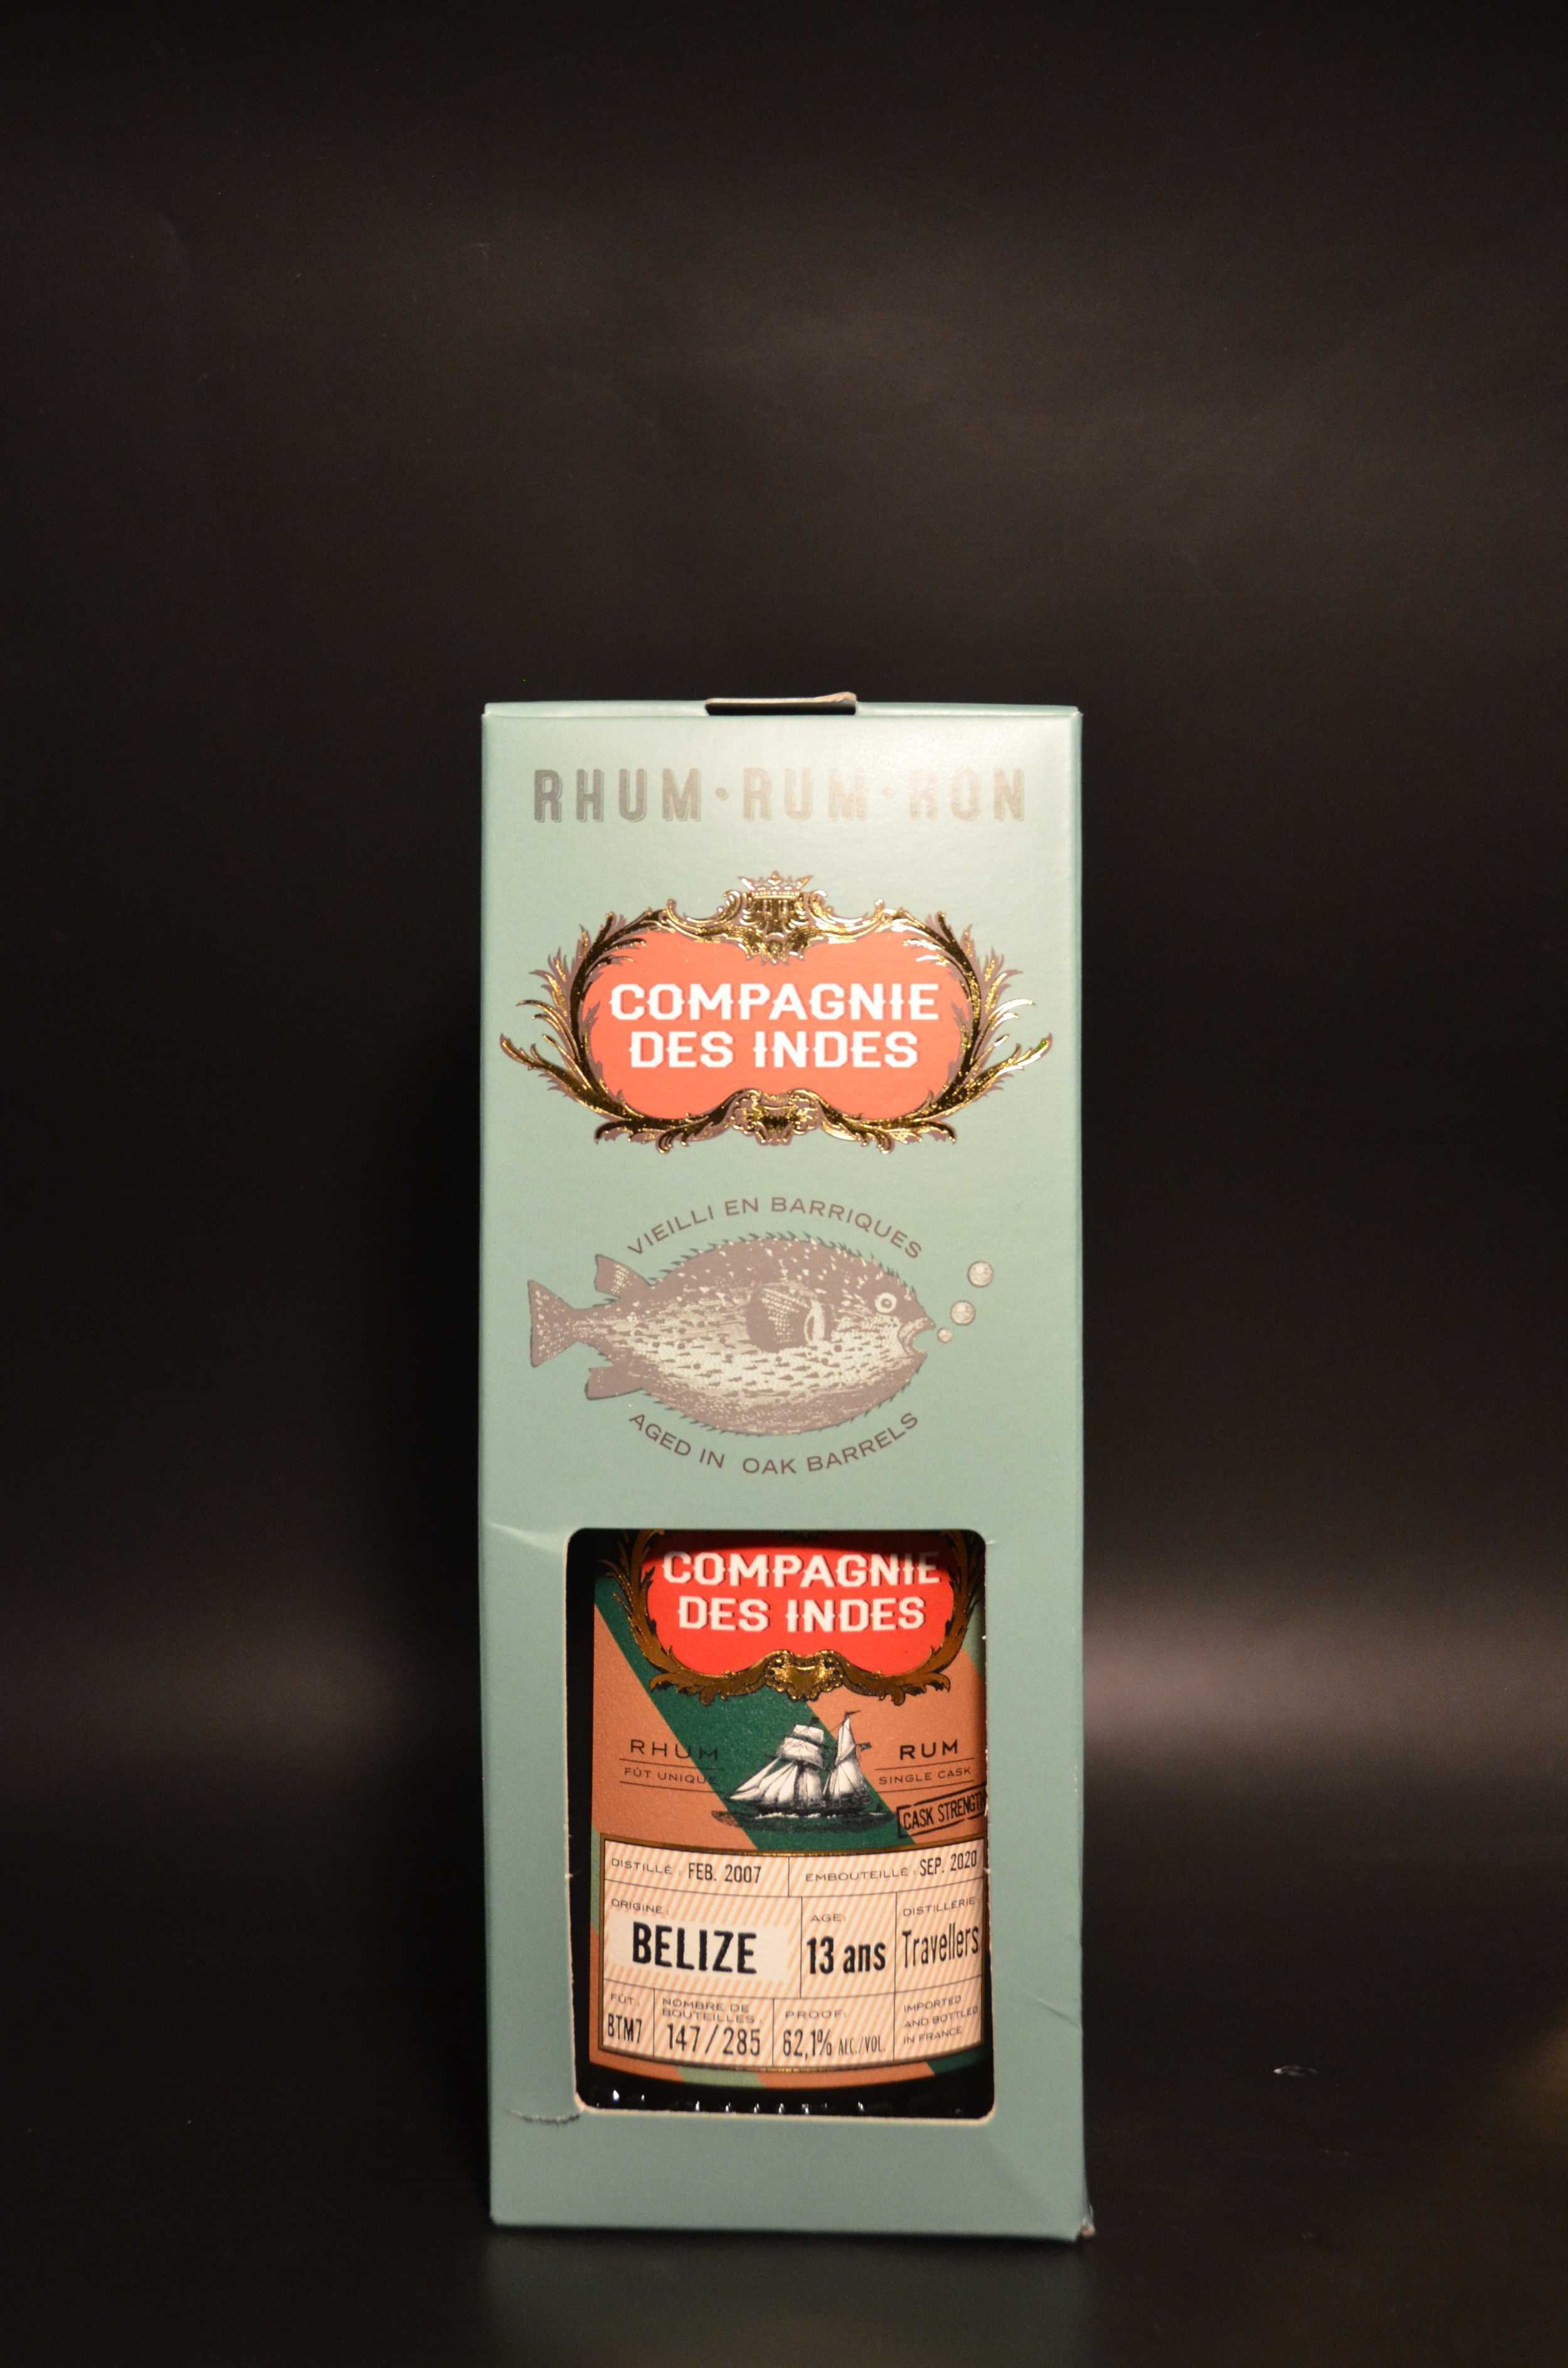 RHUM·RUM·RON
COMPAGNIE
DES INDES
VIEILLI EN BARRIQUES
AGED IN OAK BARRELS
COMPAGNIE
DES INDES
RHUM
FÛT UNIQUE
RUM
SINGLE CASK
CASK STRENGTH
DISTILLÉ : FEB. 2007
EMBOUTEILLÉ : SEP. 2020
ORIGINE:
BELIZE
AGE:
13 ans
DISTILLERIE:
Travellers
FÛT:
BTM7
NOMBRE DE
BOUTEILLES
147/285
PROOF:
62,1% ALC./VOL.
IMPORTED
AND BOTTLED
IN FRANCE